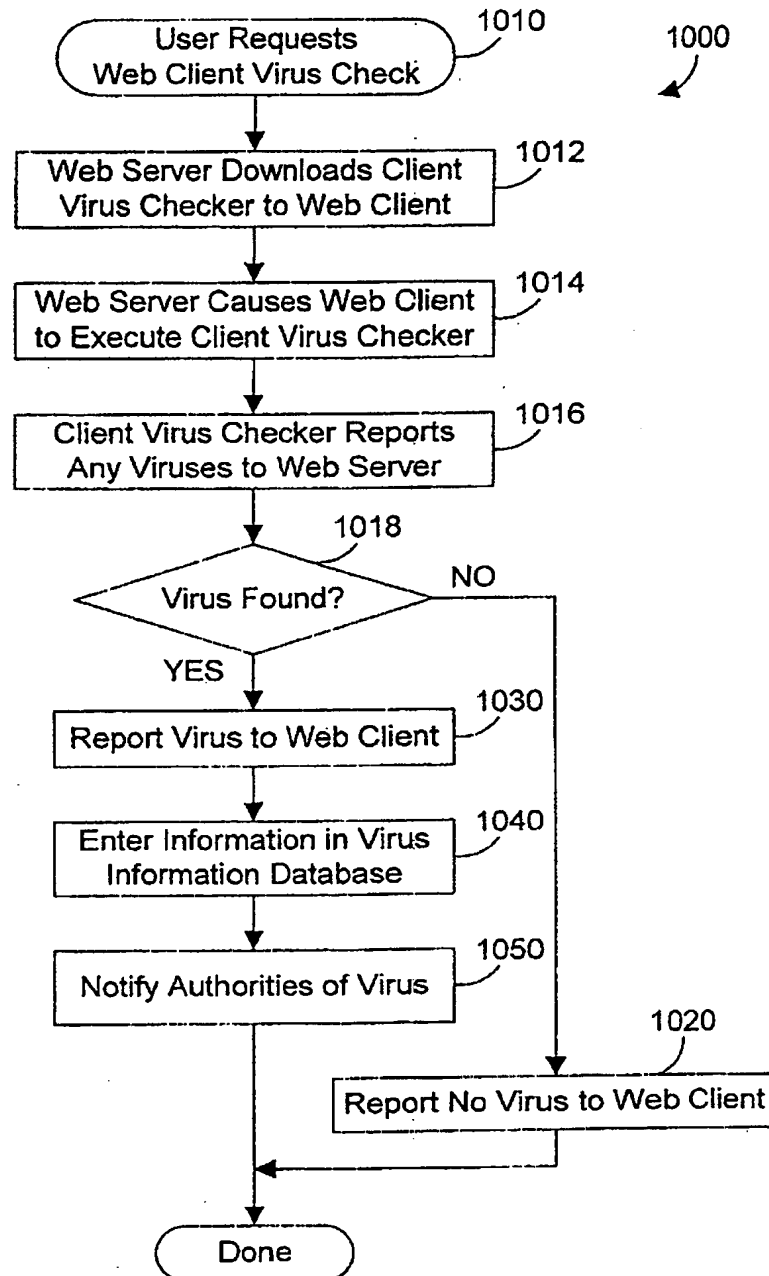 User Requests
Web Client Virus Check
1010
1000
Web Server Downloads Client
Virus Checker to Web Client
1012
Web Server Causes Web Client
to Execute Client Virus Checker
1014
Client Virus Checker Reports
Any Viruses to Web Server
1016
1018
Virus Found?
NO
YES
Report Virus to Web Client
1030
Enter Information in Virus
Information Database
1040
Notify Authorities of Virus
1050
1020
Report No Virus to Web Client
Done